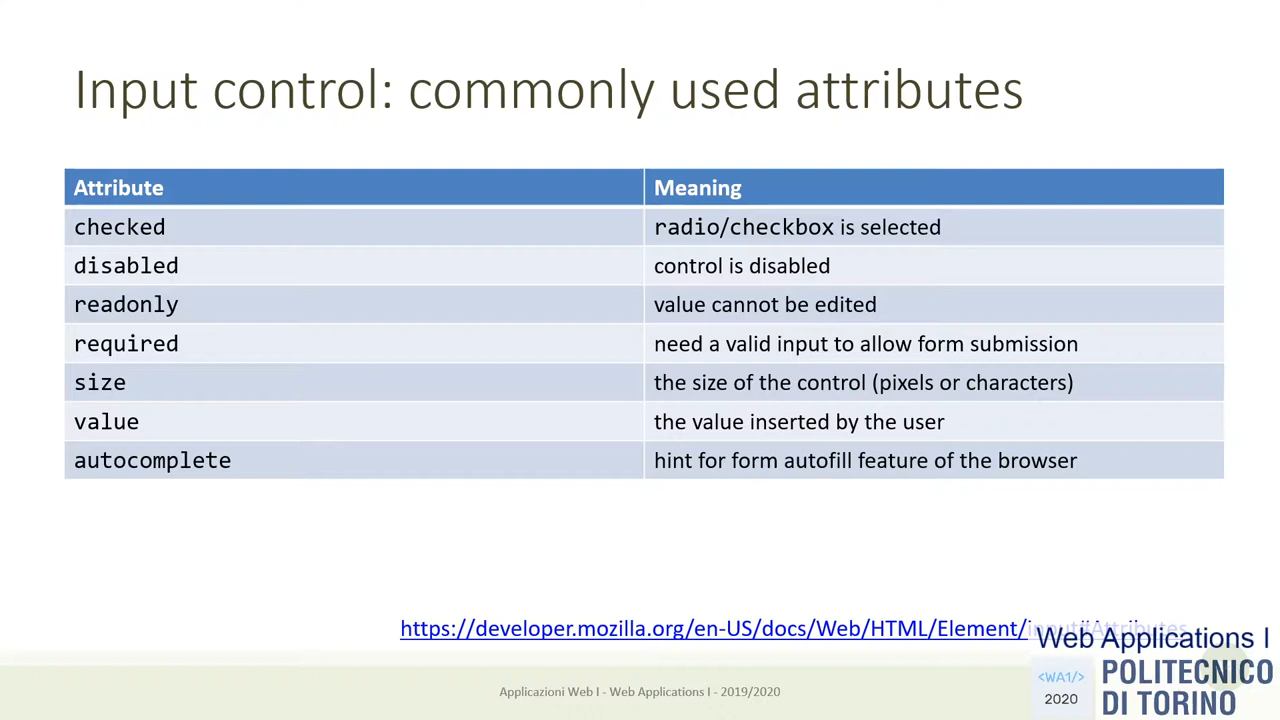 Input control: commonly used attributes
Attribute Meaning
checked radio/checkbox is selected
disabled control is disabled
readonly value cannot be edited
required need a valid input to allow form submission
size the size of the control (pixels or characters)
value the value inserted by the user
autocomplete hint for form autofill feature of the browser
https://developer.mozilla.org/en-US/docs/Web/HTML/Element/input#Attributes
Web Applications I
Applicazioni Web I - Web Applications I - 2019/2020
<WA1/>
2020
POLITECNICO
DI TORINO